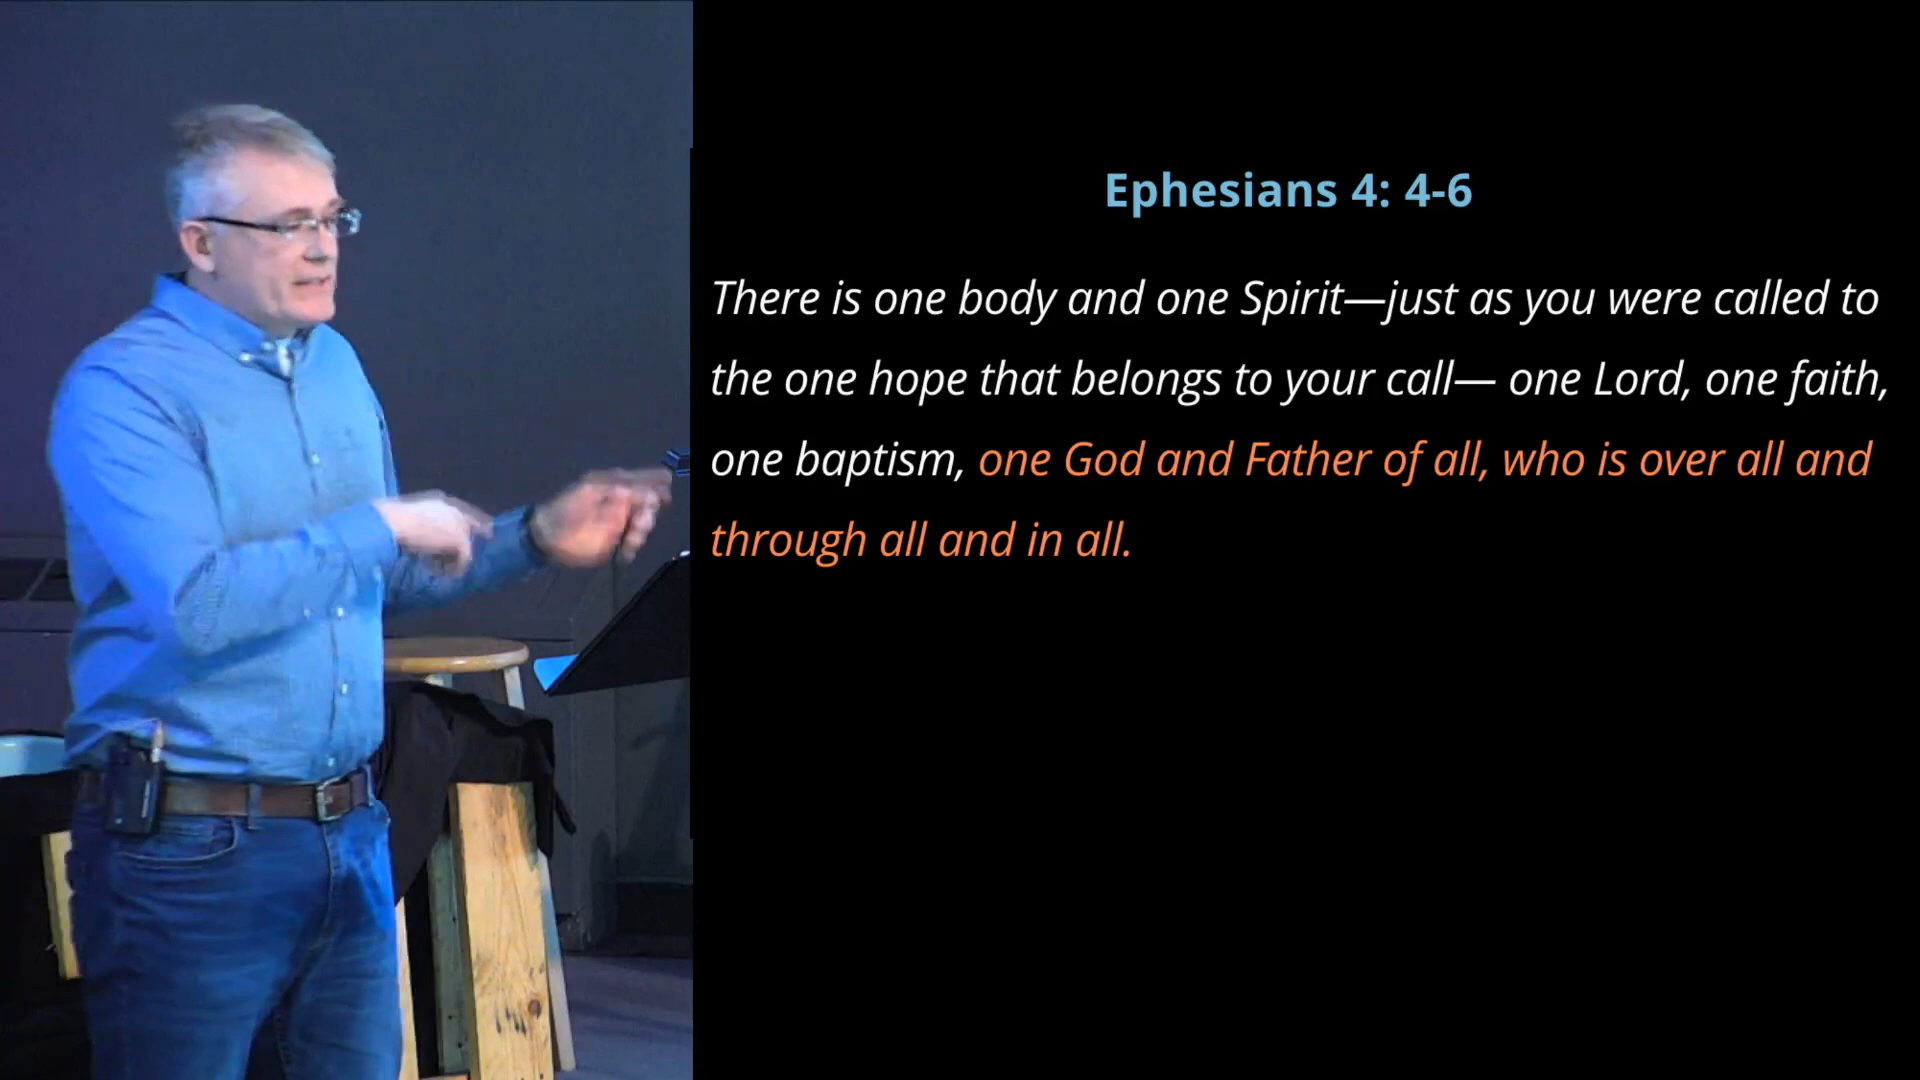 Ephesians 4: 4-6
There is one body and one Spirit—just as you were called to
the one hope that belongs to your call— one Lord, one faith,
one baptism, one God and Father of all, who is over all and
through all and in all.